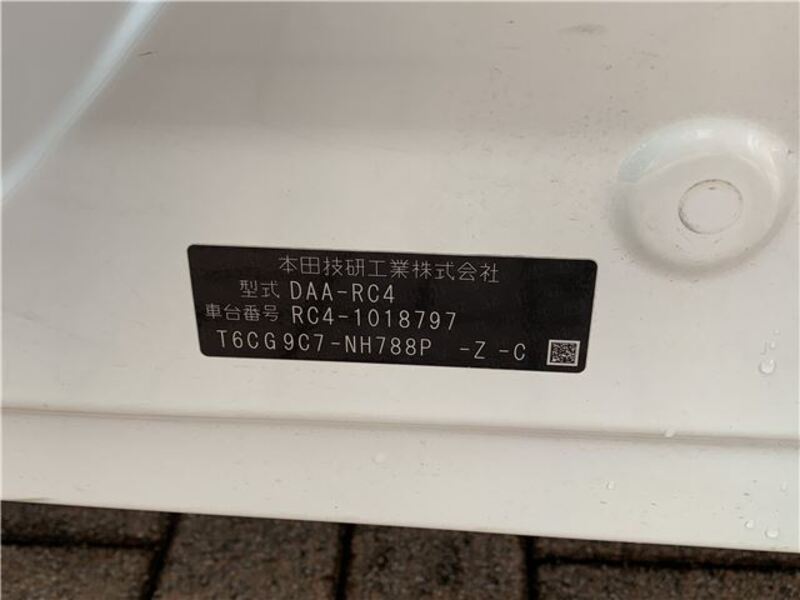 本田技研工業株式会社
型式 DAA-RC4
車台番号 RC4-1018797
T6CG9C7-NH788P -Z -C